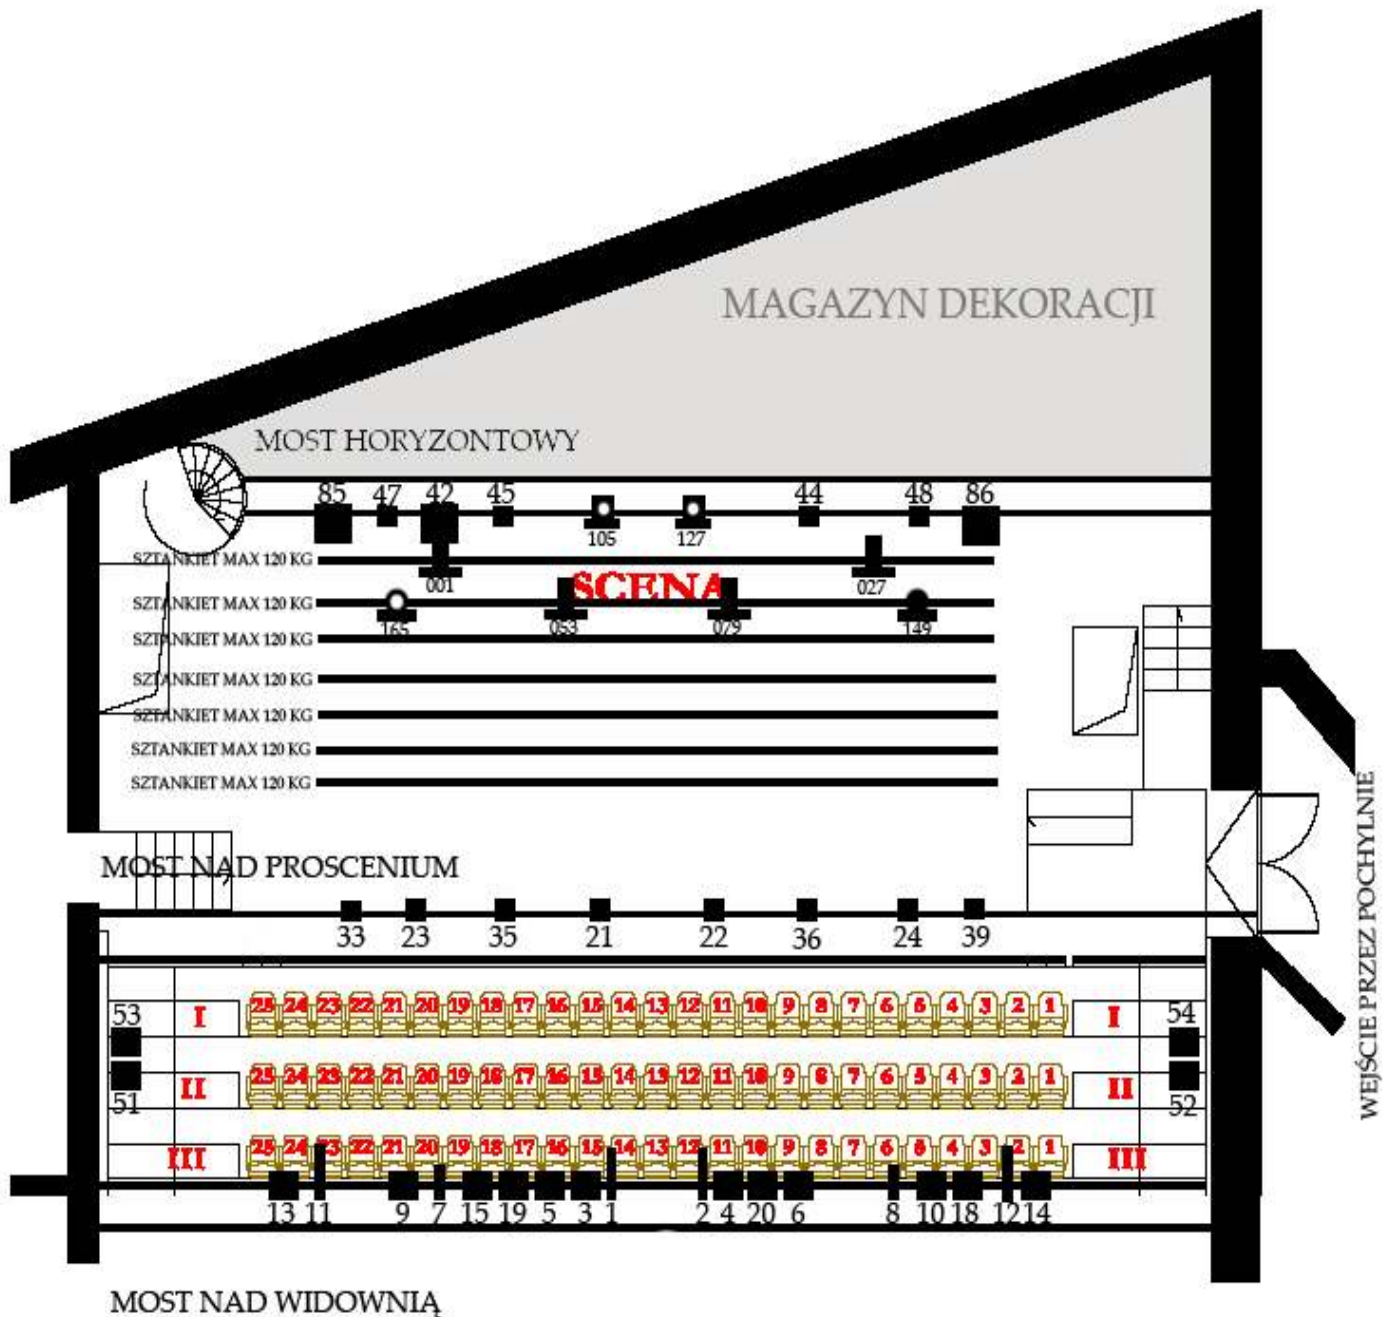 MAGAZYN DEKORACJI
MOST HORYZONTOWY
85 47 42 45 44 48 86
105 127
SZTANKIET MAX 120 KG
001 027
SCENA
SZTANKIET MAX 120 KG
165 053 079 149
SZTANKIET MAX 120 KG
SZTANKIET MAX 120 KG
SZTANKIET MAX 120 KG
SZTANKIET MAX 120 KG
SZTANKIET MAX 120 KG
WEJŚCIE PRZEZ POCHYLNIE
MOST NAD PROSCENIUM
33 23 35 21 22 36 24 39
53 54
I 25 24 23 22 21 20 19 18 17 16 15 14 13 12 11 10 9 8 7 6 5 4 3 2 1 I
II 25 24 23 22 21 20 19 18 17 16 15 14 13 12 11 10 9 8 7 6 5 4 3 2 1 II
51 52
III 25 24 23 22 21 20 19 18 17 16 15 14 13 12 11 10 9 8 7 6 5 4 3 2 1 III
13 11 9 7 15 19 5 3 1 2 4 20 6 8 10 18 12 14
MOST NAD WIDOWNIĄ